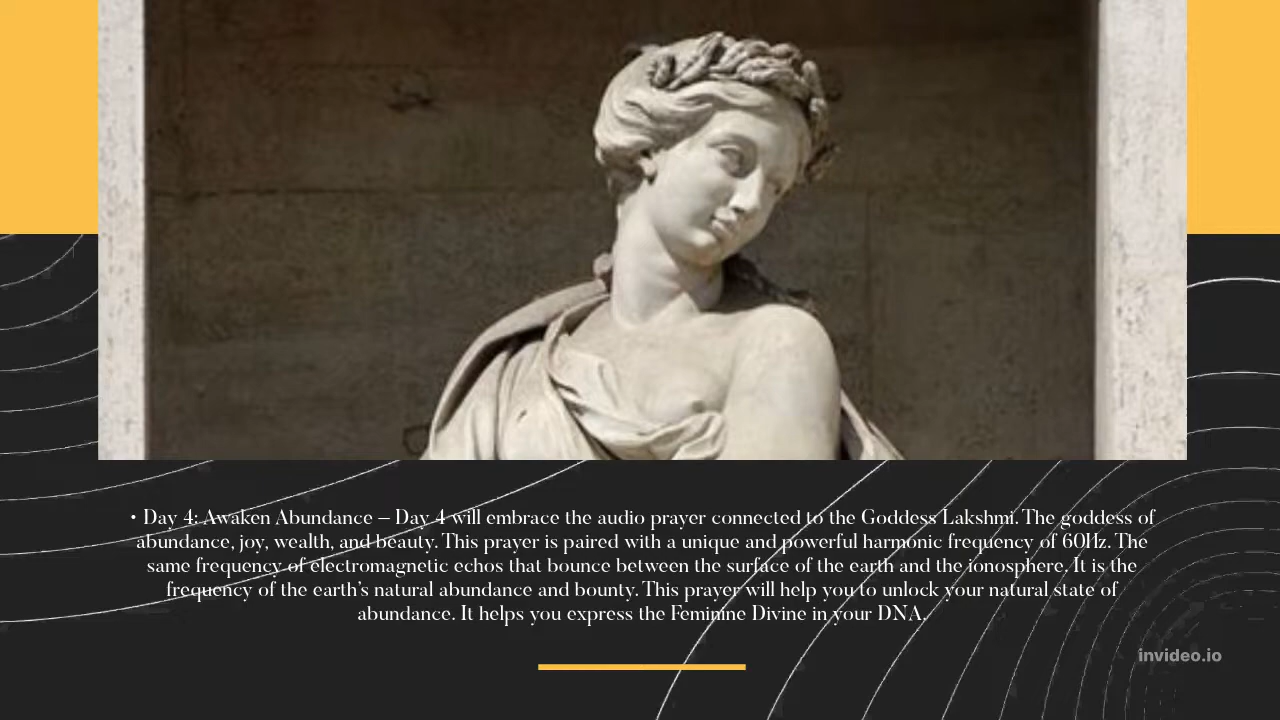 • Day 4: Awaken Abundance – Day 4 will embrace the audio prayer connected to the Goddess Lakshmi. The goddess of
abundance, joy, wealth, and beauty. This prayer is paired with a unique and powerful harmonic frequency of 60Hz. The
same frequency of electromagnetic echos that bounce between the surface of the earth and the ionosphere. It is the
frequency of the earth's natural abundance and bounty. This prayer will help you to unlock your natural state of
abundance. It helps you express the Feminine Divine in your DNA.
invideo.io